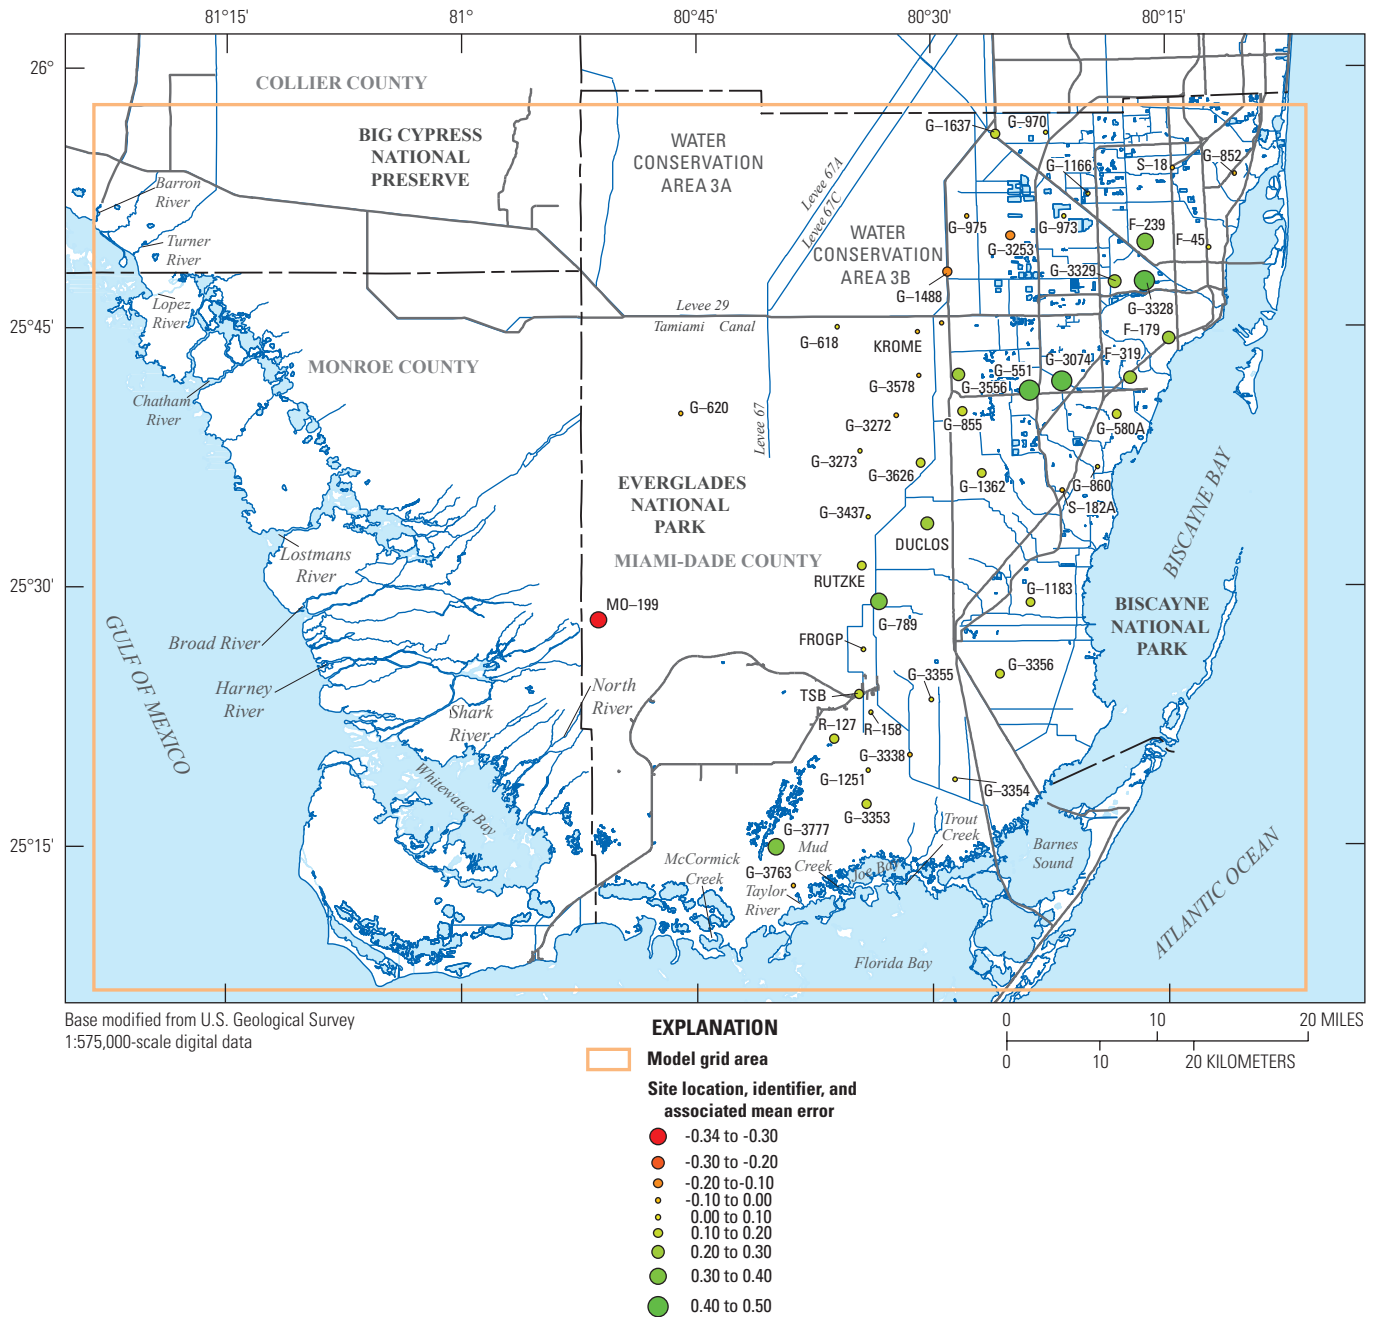 81°15'
81°
80°45'
80°30'
80°15'
26°
25°45'
25°30'
25°15'
COLLIER COUNTY
BIG CYPRESS
NATIONAL
PRESERVE
WATER
CONSERVATION
AREA 3A
Levee 67A
Levee 67C
WATER
CONSERVATION
AREA 3B
G–1637
G–970
G–1166
S–18
G–852
G–975
G–973
G–3253
F–239
F–45
G–3329
G–1488
G–3328
F–179
Barron
River
Turner
River
Lopez
River
Levee 29
Tamiami Canal
MONROE COUNTY
Chatham
River
G–618
KROME
G–3074
F–319
G–551
G–3578
G–3556
G–620
Levee 67
G–3272
G–855
G–580A
G–3273
G–3626
G–1362
G–860
S–182A
EVERGLADES
NATIONAL
PARK
G–3437
DUCLOS
MIAMI-DADE COUNTY
RUTZKE
Lostmans
River
BISCAYNE BAY
MO–199
G–1183
G–789
BISCAYNE
NATIONAL
PARK
GULF OF MEXICO
Broad River
FROGP
Harney
River
G–3355
G–3356
North
River
TSB
Shark
River
R–127
R–158
G–3338
Whitewater Bay
G–1251
G–3354
G–3353
G–3777
Mud
Creek
Trout
Creek
Barnes
Sound
McCormick
Creek
G–3763
Joe Bay
Taylor
River
ATLANTIC OCEAN
Florida Bay
Base modified from U.S. Geological Survey
1:575,000-scale digital data
0 10 20 MILES
0 10 20 KILOMETERS
EXPLANATION
Model grid area
Site location, identifier, and
associated mean error
-0.34 to -0.30
-0.30 to -0.20
-0.20 to-0.10
-0.10 to 0.00
0.00 to 0.10
0.10 to 0.20
0.20 to 0.30
0.30 to 0.40
0.40 to 0.50